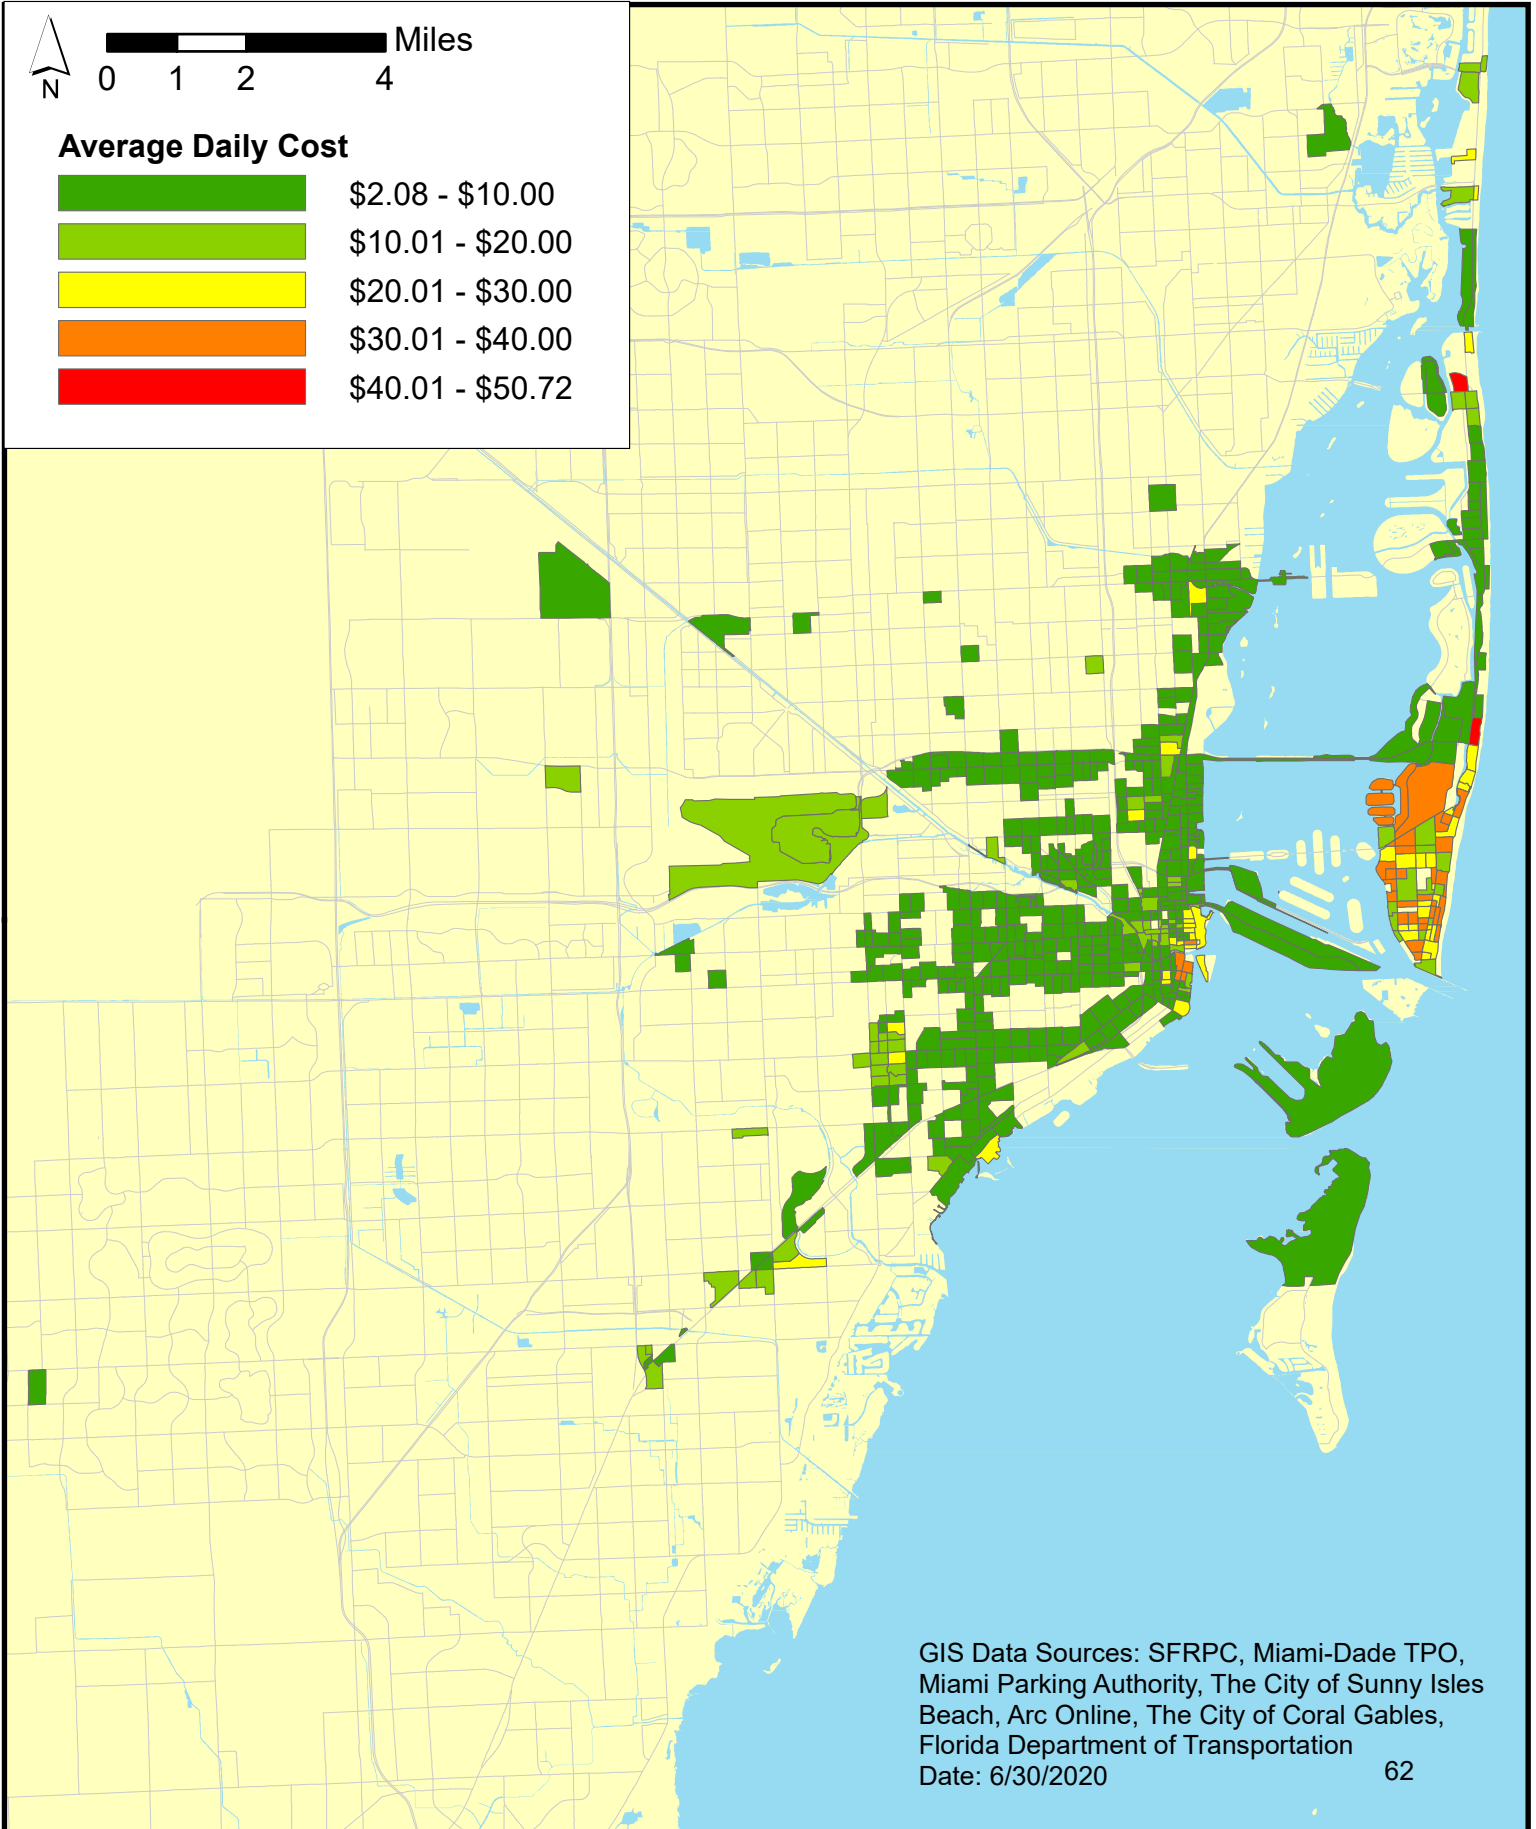 Miles
0 1 2 4
N
Average Daily Cost
$2.08 - $10.00
$10.01 - $20.00
$20.01 - $30.00
$30.01 - $40.00
$40.01 - $50.72
GIS Data Sources: SFRPC, Miami-Dade TPO,
Miami Parking Authority, The City of Sunny Isles
Beach, Arc Online, The City of Coral Gables,
Florida Department of Transportation
Date: 6/30/2020
62